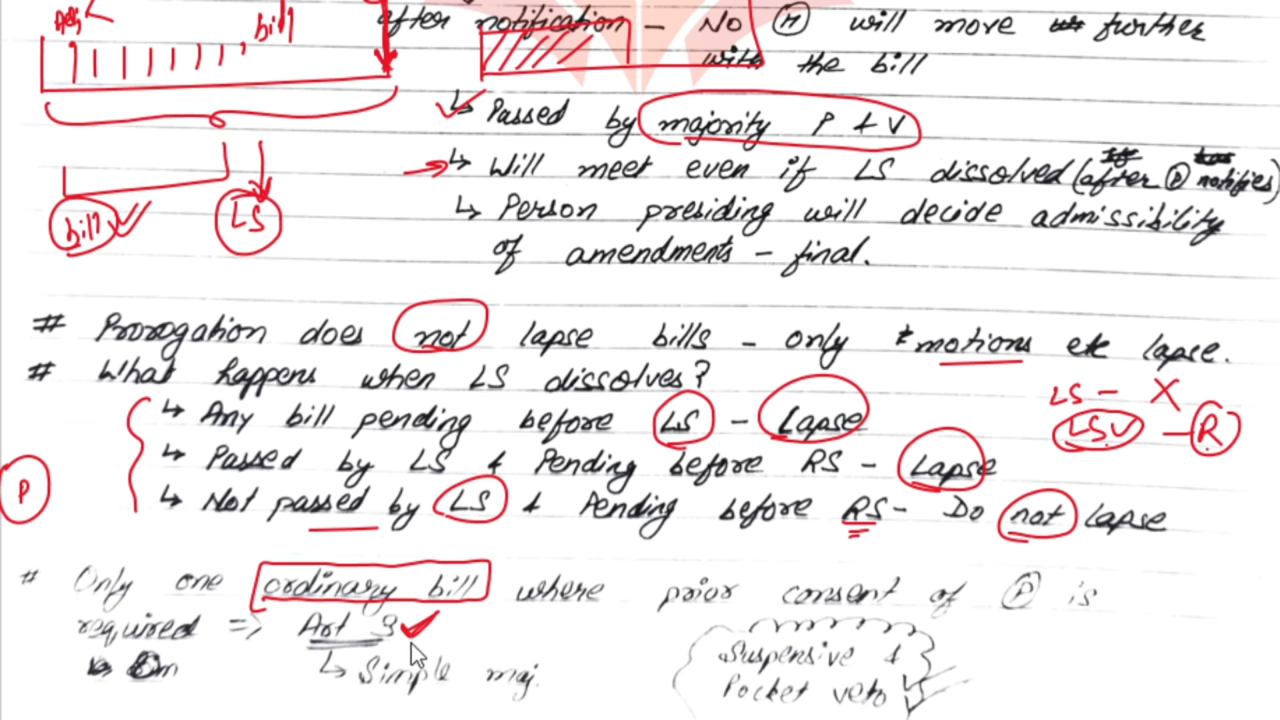 bill
after notification - No (H) will move further
with the bill
↳ Passed by majority P + V
↳ Will meet even if LS dissolved (after (P) notifies)
bill LS
↳ Person presiding will decide admissibility
of amendments - final.
# Prorogation does not lapse bills - only motions etc lapse.
# What happens when LS dissolves?
LS - X
↳ Any bill pending before LS - Lapse
LSV - R
↳ Passed by LS & Pending before RS - Lapse
P
↳ Not passed by LS & Pending before RS - Do not lapse
# Only one ordinary bill where prior consent of (P) is
required => Art 3
↳ Simple maj.
Suspensive &
Pocket veto